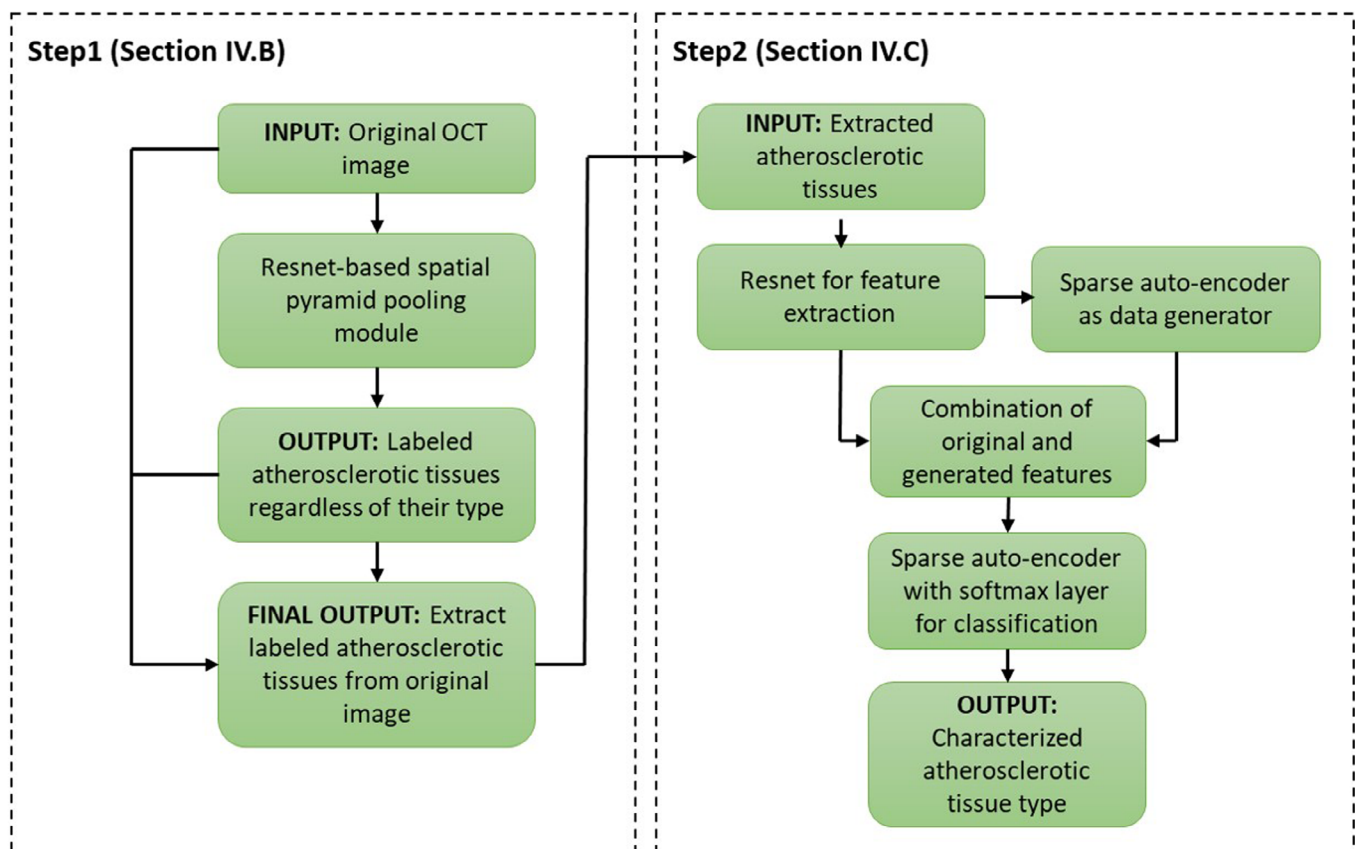 Step1 (Section IV.B)
INPUT: Original OCT
image
Resnet-based spatial
pyramid pooling
module
OUTPUT: Labeled
atherosclerotic tissues
regardless of their type
FINAL OUTPUT: Extract
labeled atherosclerotic
tissues from original
image
Step2 (Section IV.C)
INPUT: Extracted
atherosclerotic
tissues
Resnet for feature
extraction
Sparse auto-encoder
as data generator
Combination of
original and
generated features
Sparse auto-encoder
with softmax layer
for classification
OUTPUT:
Characterized
atherosclerotic
tissue type